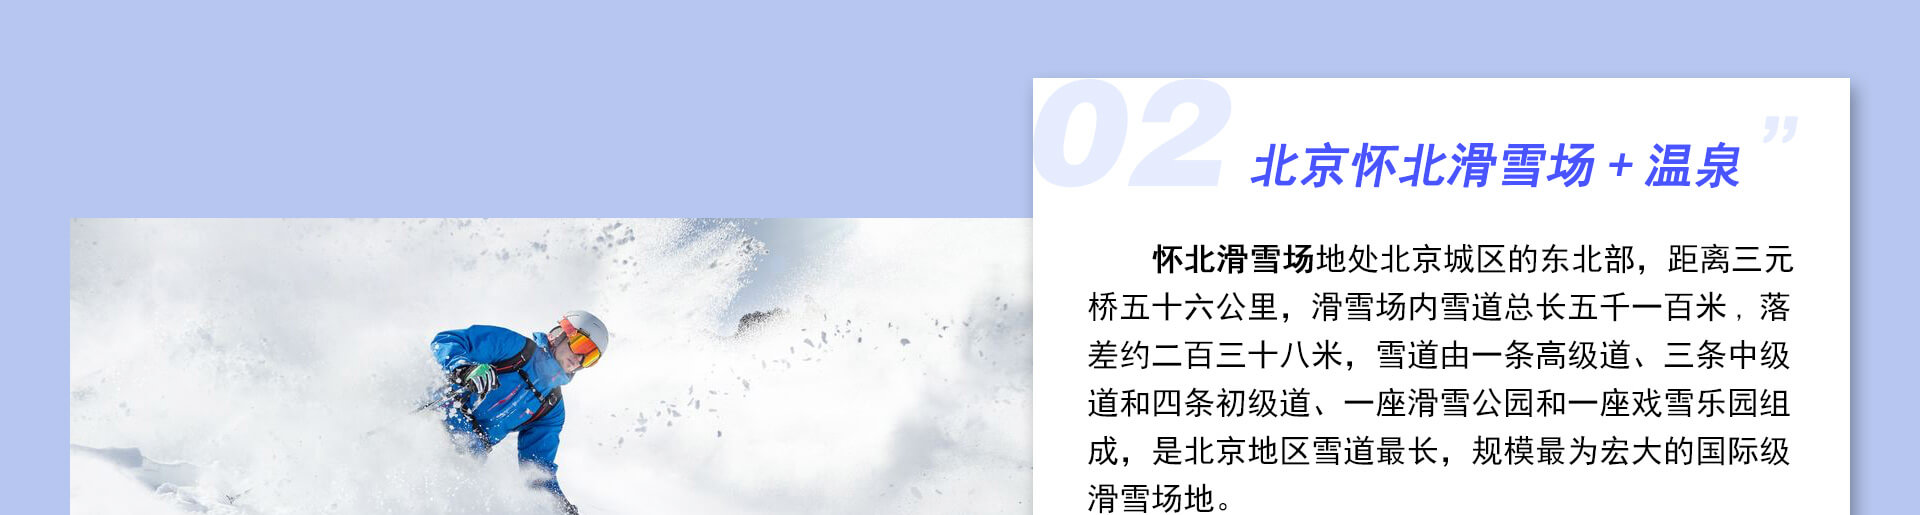 02
北京怀北滑雪场+温泉
”
怀北滑雪场地处北京城区的东北部，距离三元
桥五十六公里，滑雪场内雪道总长五千一百米，落
差约二百三十八米，雪道由一条高级道、三条中级
道和四条初级道、一座滑雪公园和一座戏雪乐园组
成，是北京地区雪道最长，规模最为宏大的国际级
滑雪场地。